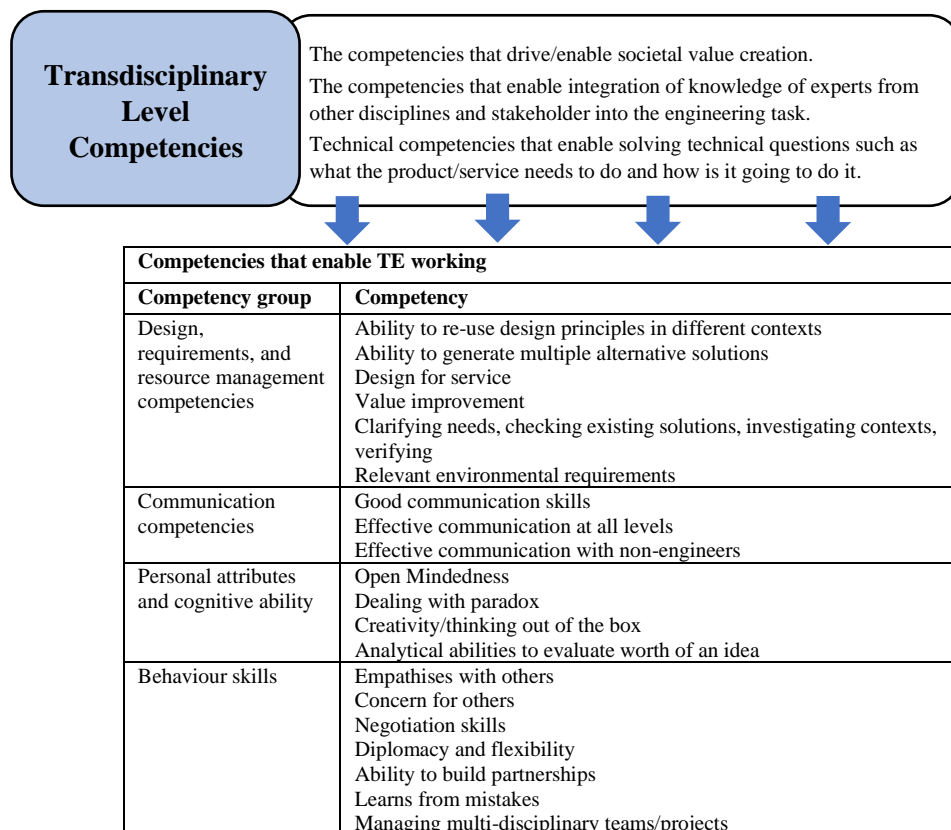 Transdisciplinary
Level
Competencies
The competencies that drive/enable societal value creation.
The competencies that enable integration of knowledge of experts from
other disciplines and stakeholder into the engineering task.
Technical competencies that enable solving technical questions such as
what the product/service needs to do and how is it going to do it.
Competencies that enable TE working
Competency group Competency
Design,
requirements, and
resource management
competencies
Ability to re-use design principles in different contexts
Ability to generate multiple alternative solutions
Design for service
Value improvement
Clarifying needs, checking existing solutions, investigating contexts,
verifying
Relevant environmental requirements
Communication
competencies
Good communication skills
Effective communication at all levels
Effective communication with non-engineers
Personal attributes
and cognitive ability
Open Mindedness
Dealing with paradox
Creativity/thinking out of the box
Analytical abilities to evaluate worth of an idea
Behaviour skills
Empathises with others
Concern for others
Negotiation skills
Diplomacy and flexibility
Ability to build partnerships
Learns from mistakes
Managing multi-disciplinary teams/projects